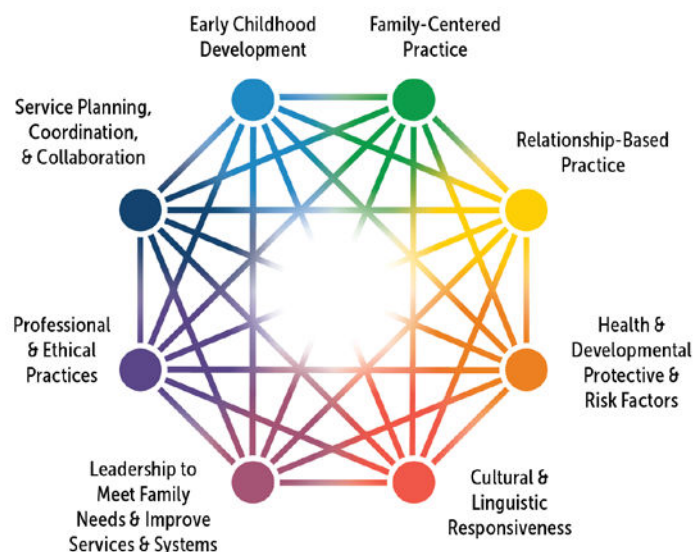 Early Childhood
Development
Family-Centered
Practice
Relationship-Based
Practice
Health &
Developmental
Protective &
Risk Factors
Cultural &
Linguistic
Responsiveness
Leadership to
Meet Family
Needs & Improve
Services & Systems
Professional
& Ethical
Practices
Service Planning,
Coordination,
& Collaboration